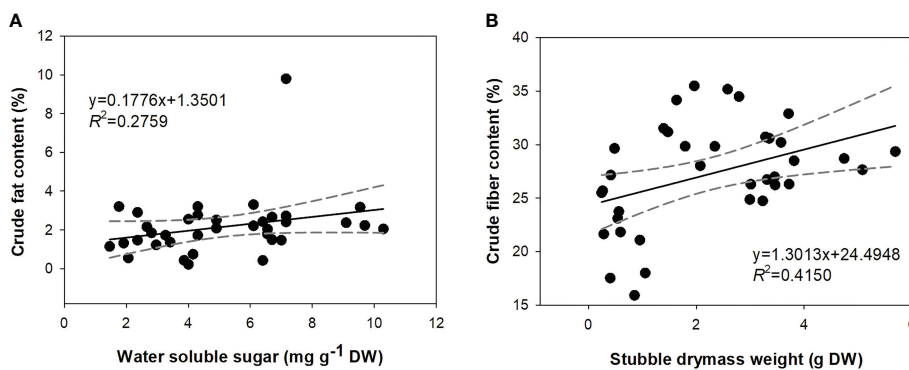 A
Crude fat content (%)
12
10
8
6
4
2
0
y=0.1776x+1.3501
R²=0.2759
0 2 4 6 8 10 12
Water soluble sugar (mg g⁻¹ DW)
B
Crude fiber content (%)
40
35
30
25
20
15
y=1.3013x+24.4948
R²=0.4150
0 2 4
Stubble drymass weight (g DW)